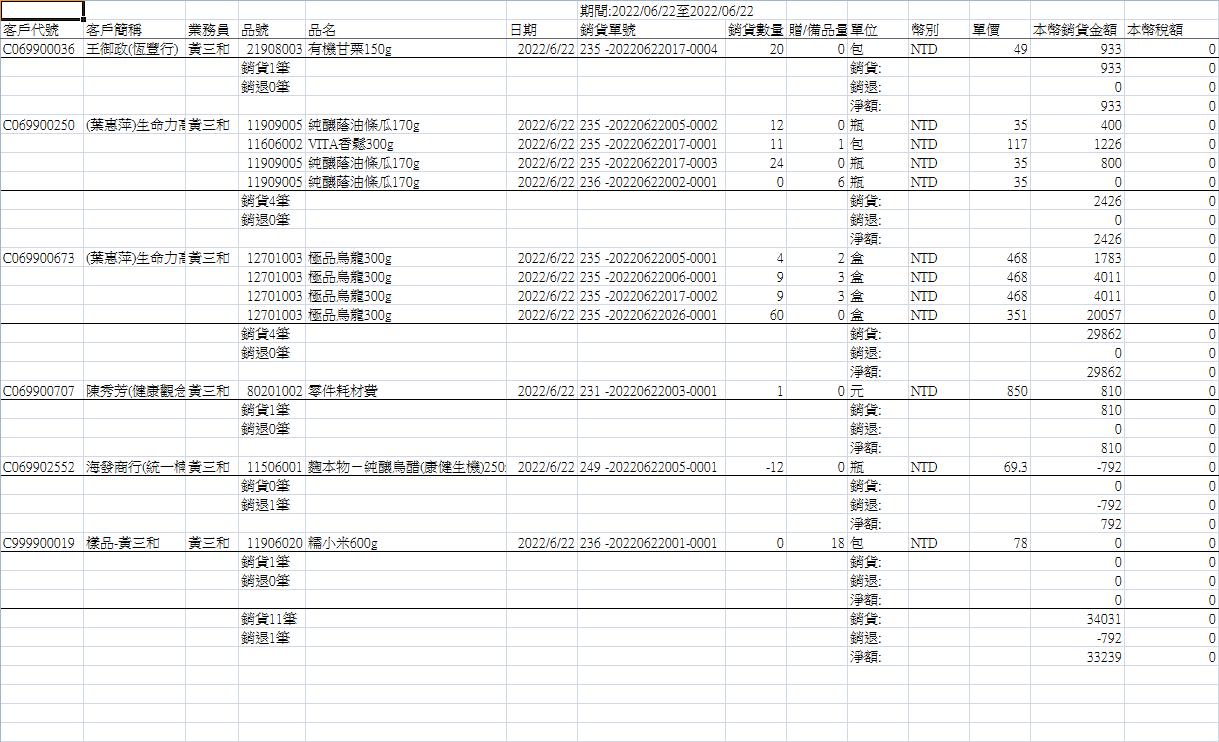 期間:2022/06/22至2022/06/22
客戶代號 客戶簡稱 業務員 品號 品名 日期 銷貨單號 銷貨數量 贈/備品量 單位 幣別 單價 本幣銷貨金額 本幣稅額
C069900036 王御政(恆豐行) 黃三和 21908003 有機甘栗150g 2022/6/22 235 -20220622017-0004 20 0 包 NTD 49 933 0
銷貨1筆 銷貨: 933 0
銷退0筆 銷退: 0 0
淨額: 933 0
C069900250 (葉惠萍)生命力 黃三和 11909005 純釀蔭油條瓜170g 2022/6/22 235 -20220622005-0002 12 0 瓶 NTD 35 400 0
11606002 VITA香鬆300g 2022/6/22 235 -20220622017-0001 11 1 包 NTD 117 1226 0
11909005 純釀蔭油條瓜170g 2022/6/22 235 -20220622017-0003 24 0 瓶 NTD 35 800 0
11909005 純釀蔭油條瓜170g 2022/6/22 236 -20220622002-0001 0 6 瓶 NTD 35 0 0
銷貨4筆 銷貨: 2426 0
銷退0筆 銷退: 0 0
淨額: 2426 0
C069900673 (葉惠萍)生命力 黃三和 12701003 極品烏龍300g 2022/6/22 235 -20220622005-0001 4 2 盒 NTD 468 1783 0
12701003 極品烏龍300g 2022/6/22 235 -20220622006-0001 9 3 盒 NTD 468 4011 0
12701003 極品烏龍300g 2022/6/22 235 -20220622017-0002 9 3 盒 NTD 468 4011 0
12701003 極品烏龍300g 2022/6/22 235 -20220622026-0001 60 0 盒 NTD 351 20057 0
銷貨4筆 銷貨: 29862 0
銷退0筆 銷退: 0 0
淨額: 29862 0
C069900707 陳秀芳(健康觀念 黃三和 80201002 零件耗材費 2022/6/22 231 -20220622003-0001 1 0 元 NTD 850 810 0
銷貨1筆 銷貨: 810 0
銷退0筆 銷退: 0 0
淨額: 810 0
C069902552 海發商行(統一 黃三和 11506001 麴本物－純釀烏醋(康健生機)250 2022/6/22 249 -20220622005-0001 -12 0 瓶 NTD 69.3 -792 0
銷貨0筆 銷貨: 0 0
銷退1筆 銷退: -792 0
淨額: 792 0
C999900019 樣品-黃三和 黃三和 11906020 糯小米600g 2022/6/22 236 -20220622001-0001 0 18 包 NTD 78 0 0
銷貨1筆 銷貨: 0 0
銷退0筆 銷退: 0 0
淨額: 0 0
銷貨11筆 銷貨: 34031 0
銷退1筆 銷退: -792 0
淨額: 33239 0